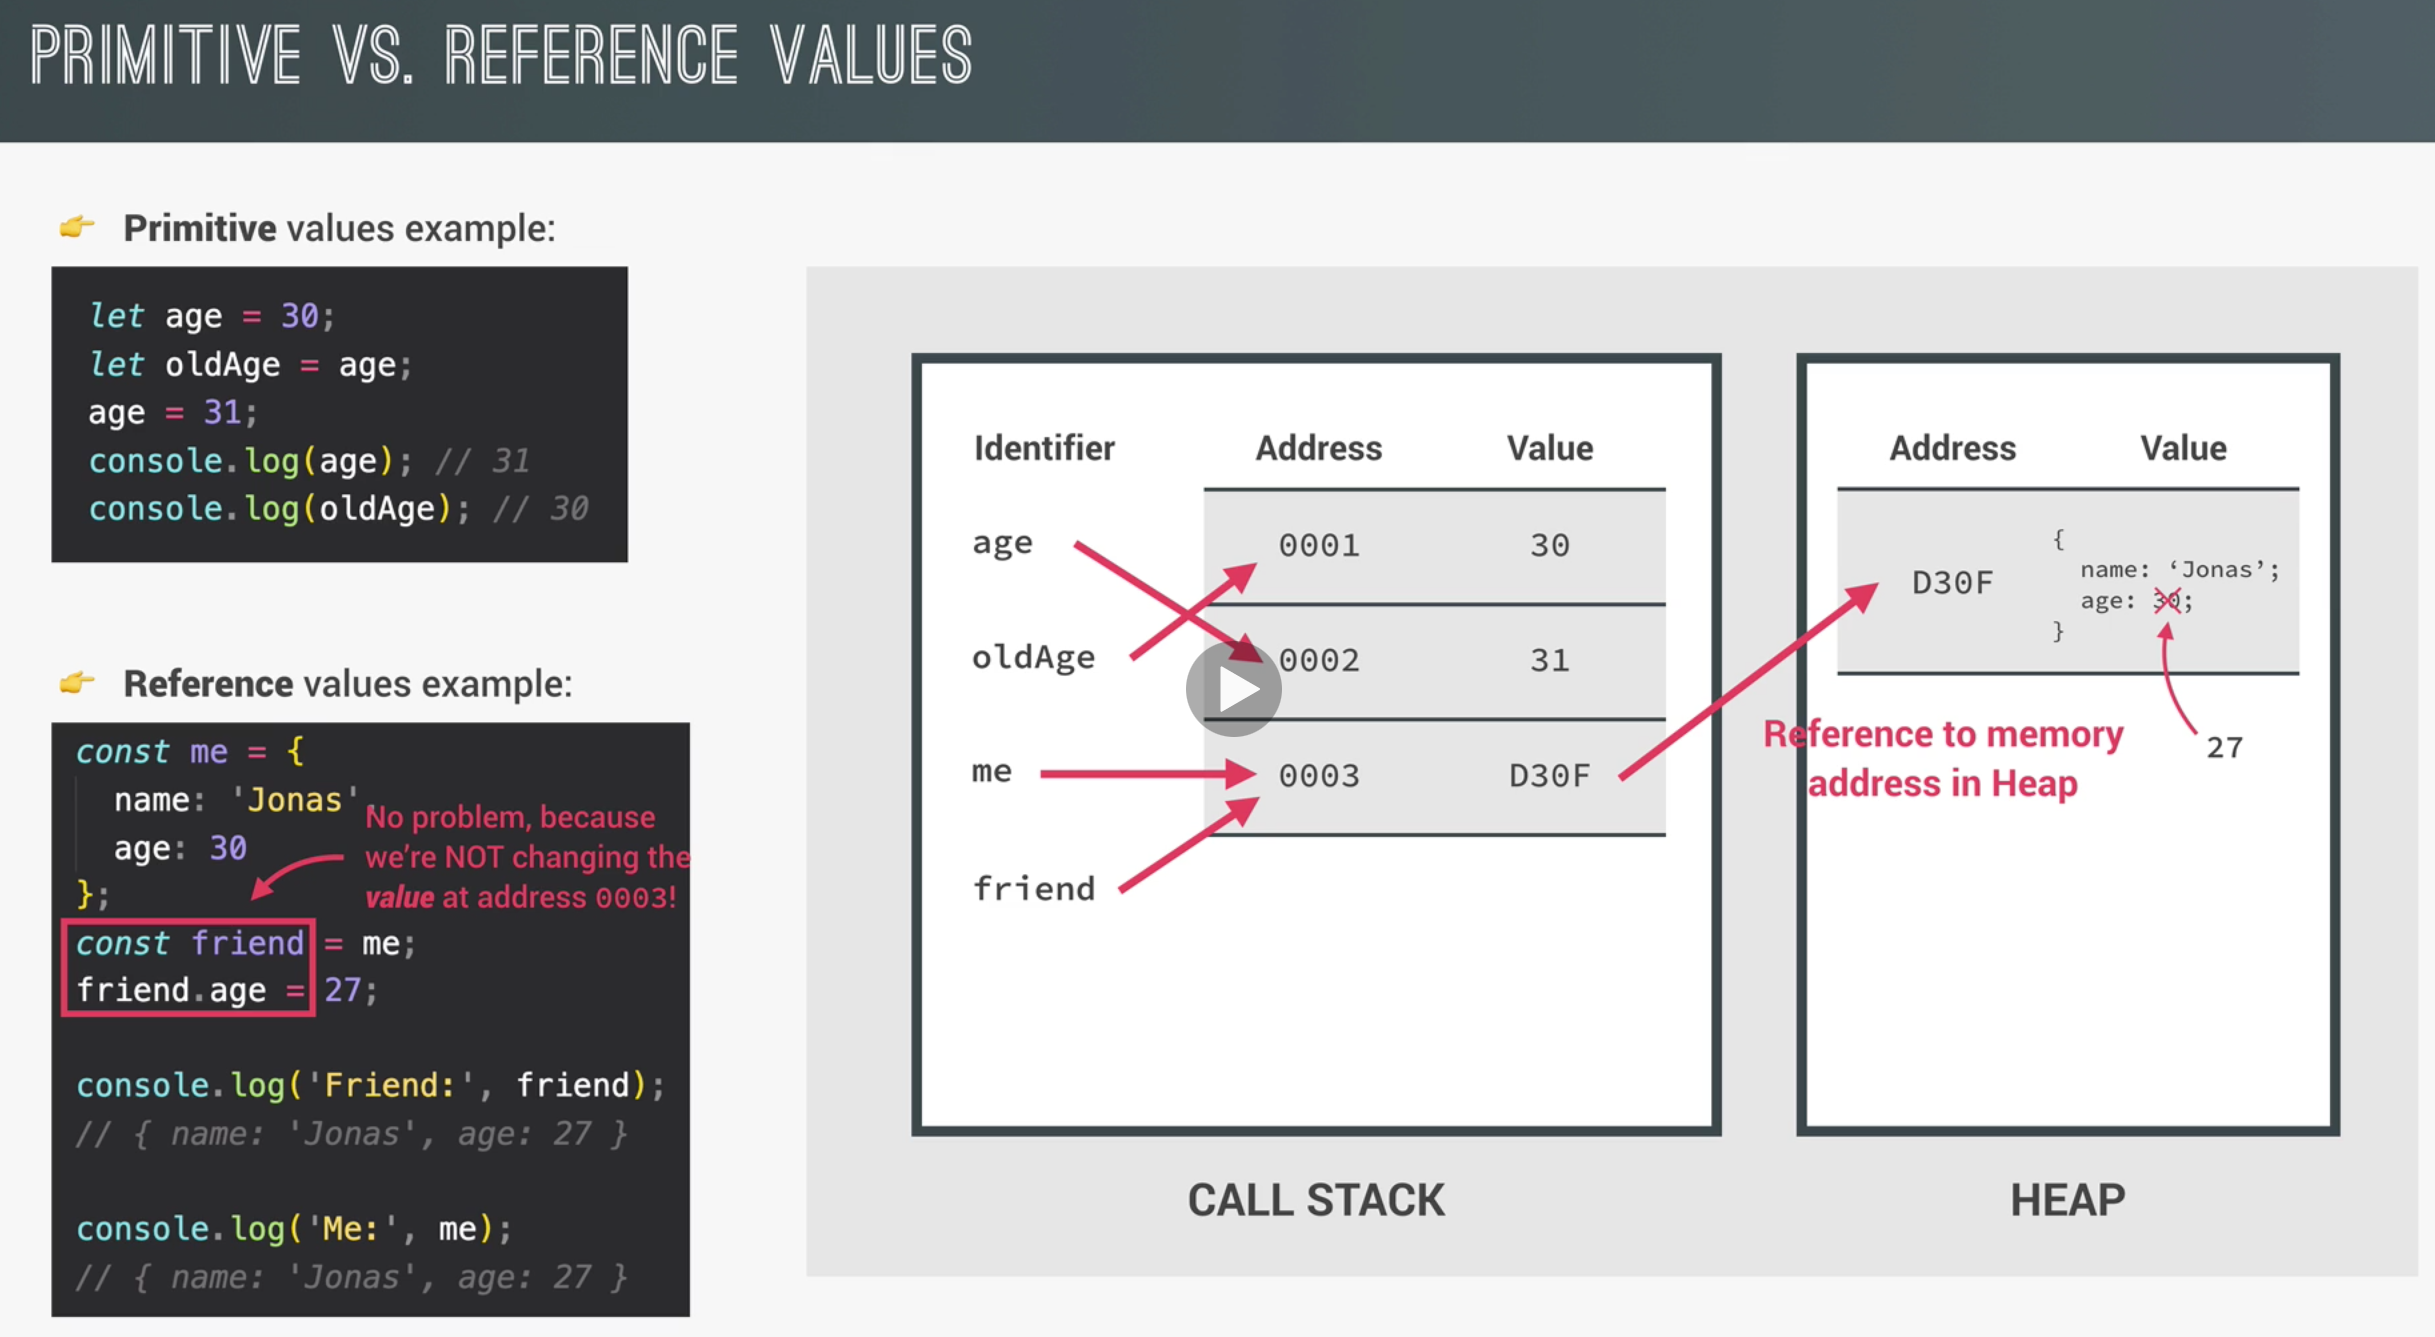 PRIMITIVE VS. REFERENCE VALUES
👉 Primitive values example:
let age = 30;
let oldAge = age;
age = 31;
console.log(age); // 31
console.log(oldAge); // 30
👉 Reference values example:
const me = {
name: 'Jonas',
age: 30
};
No problem, because
we're NOT changing the
value at address 0003!
const friend = me;
friend.age = 27;
console.log('Friend:', friend);
// { name: 'Jonas', age: 27 }
console.log('Me:', me);
// { name: 'Jonas', age: 27 }
Identifier Address Value
age 0001 30
oldAge 0002 31
me 0003 D30F
friend
CALL STACK
Address Value
{
name: ‘Jonas’;
D30F
age: 30;
}
27
Reference to memory
address in Heap
HEAP